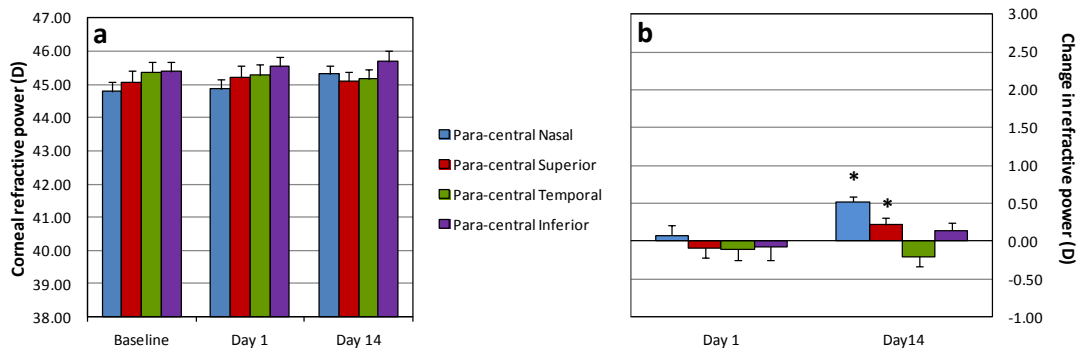 a
Corneal refractive power (D)
47.00
46.00
45.00
44.00
43.00
42.00
41.00
40.00
39.00
38.00
Baseline
Day 1
Day 14
Para-central Nasal
Para-central Superior
Para-central Temporal
Para-central Inferior
b
*
*
3.00
2.50
2.00
1.50
1.00
0.50
0.00
-0.50
-1.00
Change in refractive power (D)
Day 1
Day14